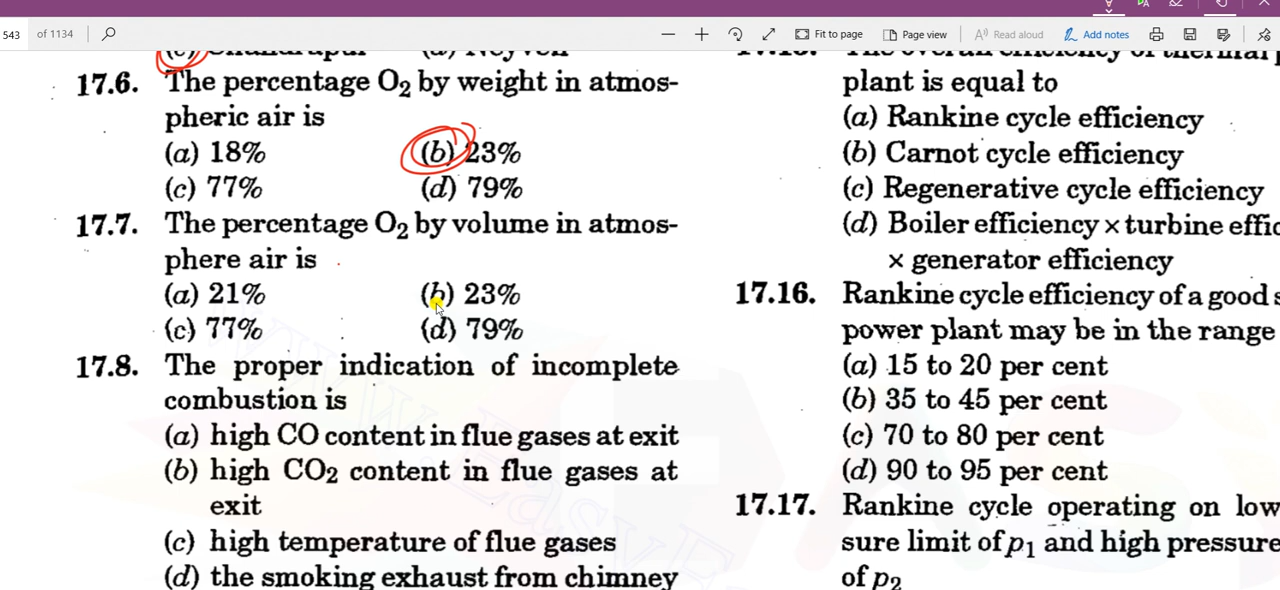 543 of 1134 Fit to page Page view Read aloud Add notes
(c) Chandrapur (d) Neyveli
17.6. The percentage O₂ by weight in atmos-
pheric air is
(a) 18% (b) 23%
(c) 77% (d) 79%
17.7. The percentage O₂ by volume in atmos-
phere air is
(a) 21% (b) 23%
(c) 77% (d) 79%
17.8. The proper indication of incomplete
combustion is
(a) high CO content in flue gases at exit
(b) high CO₂ content in flue gases at
exit
(c) high temperature of flue gases
(d) the smoking exhaust from chimney
The overall efficiency of thermal
plant is equal to
(a) Rankine cycle efficiency
(b) Carnot cycle efficiency
(c) Regenerative cycle efficiency
(d) Boiler efficiency × turbine effic
× generator efficiency
17.16. Rankine cycle efficiency of a good s
power plant may be in the range
(a) 15 to 20 per cent
(b) 35 to 45 per cent
(c) 70 to 80 per cent
(d) 90 to 95 per cent
17.17. Rankine cycle operating on low
sure limit of p₁ and high pressure
of p₂